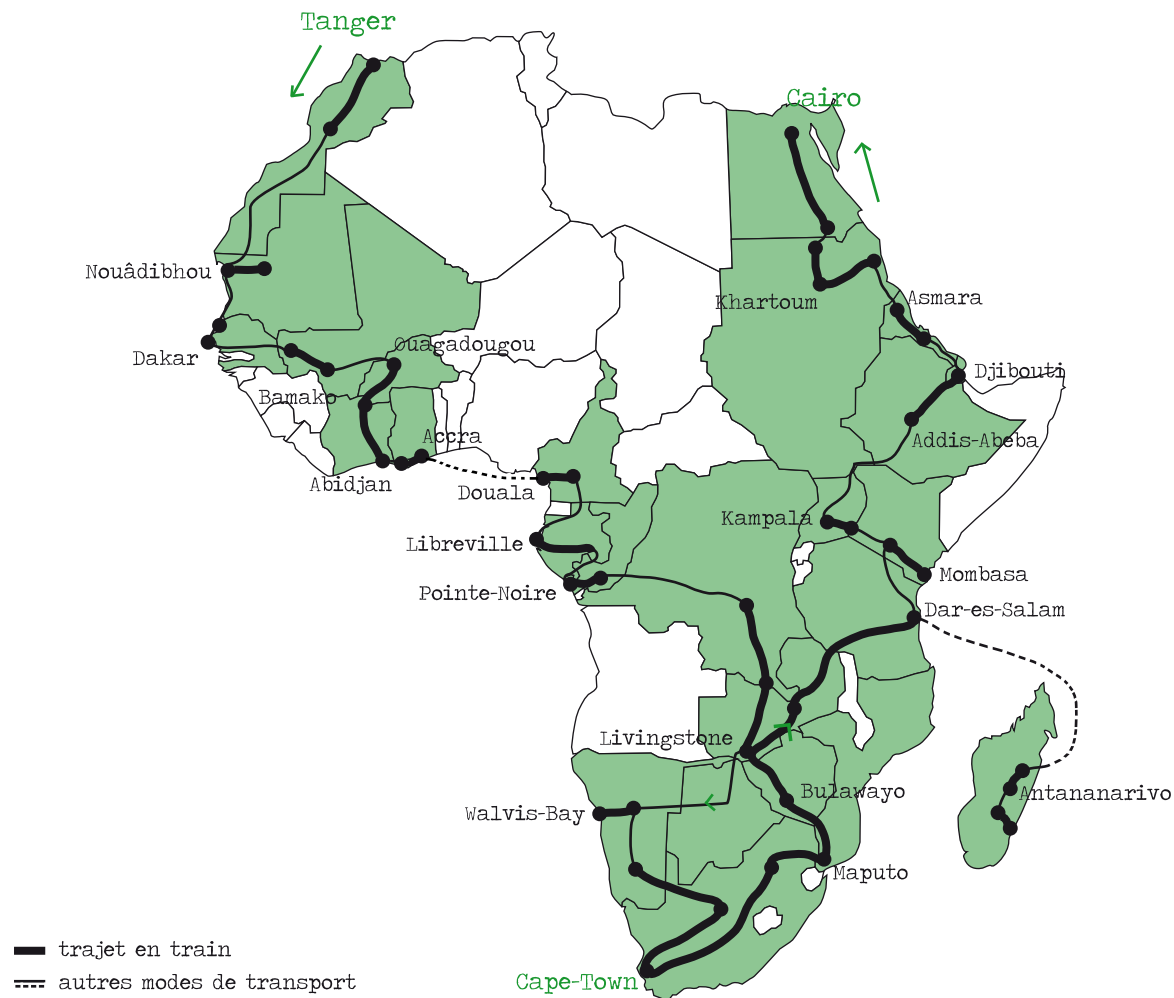 Tanger
Cairo
Nouâdibhou
Khartoum
Asmara
Dakar
Ouagadougou
Djibouti
Bamako
Accra
Addis-Abeba
Abidjan
Douala
Kampala
Libreville
Mombasa
Pointe-Noire
Dar-es-Salam
Livingstone
Bulawayo
Antananarivo
Walvis-Bay
Maputo
trajet en train
Cape-Town
autres modes de transport